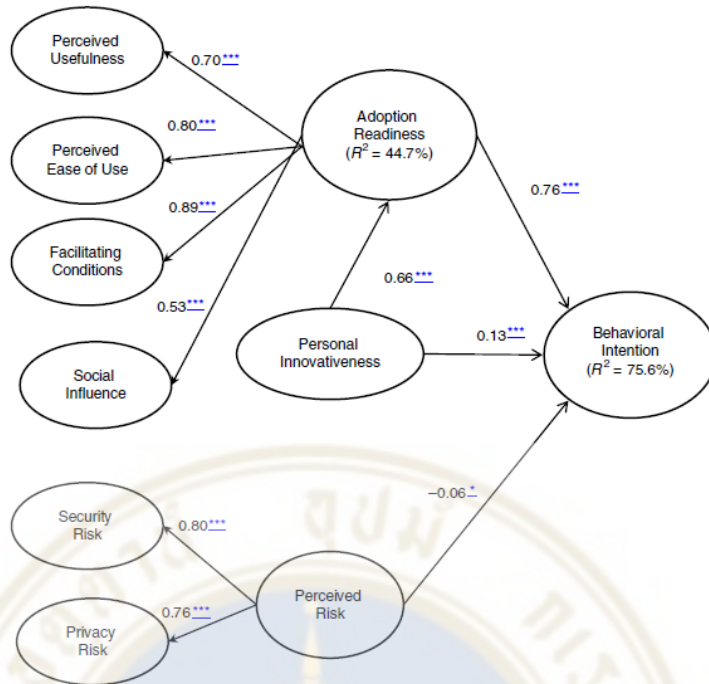 Perceived
Usefulness
0.70***
Adoption
Readiness
(R² = 44.7%)
0.80***
Perceived
Ease of Use
0.76***
0.89***
Facilitating
Conditions
0.66***
0.53***
Personal
Innovativeness
0.13***
Behavioral
Intention
(R² = 75.6%)
Social
Influence
−0.06*
Security
Risk
0.80***
Perceived
Risk
0.76***
Privacy
Risk